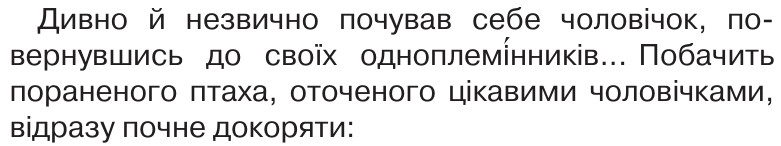 Дивно й незвично почував себе чоловічок, по-
вернувшись до своїх одноплемі́нників... Побачить
пораненого птаха, оточеного цікавими чоловічками,
відразу почне докоряти: